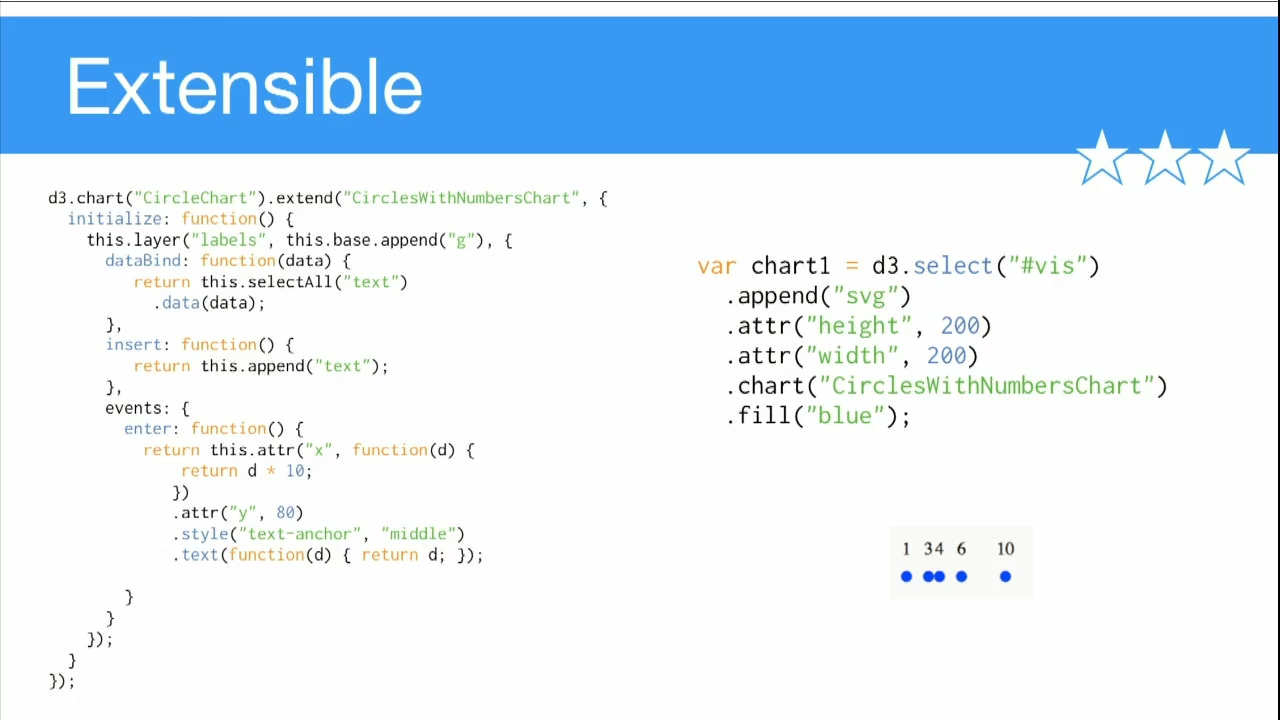 Extensible
d3.chart("CircleChart").extend("CirclesWithNumbersChart", {
  initialize: function() {
    this.layer("labels", this.base.append("g"), {
      dataBind: function(data) {
         return this.selectAll("text")
           .data(data);
      },
      insert: function() {
         return this.append("text");
      },
      events: {
        enter: function() {
          return this.attr("x", function(d) {
              return d * 10;
             })
             .attr("y", 80)
             .style("text-anchor", "middle")
             .text(function(d) { return d; });
        }
      }
    });
  }
});
var chart1 = d3.select("#vis")
  .append("svg")
  .attr("height", 200)
  .attr("width", 200)
  .chart("CirclesWithNumbersChart")
  .fill("blue");
1 3 4 6 10